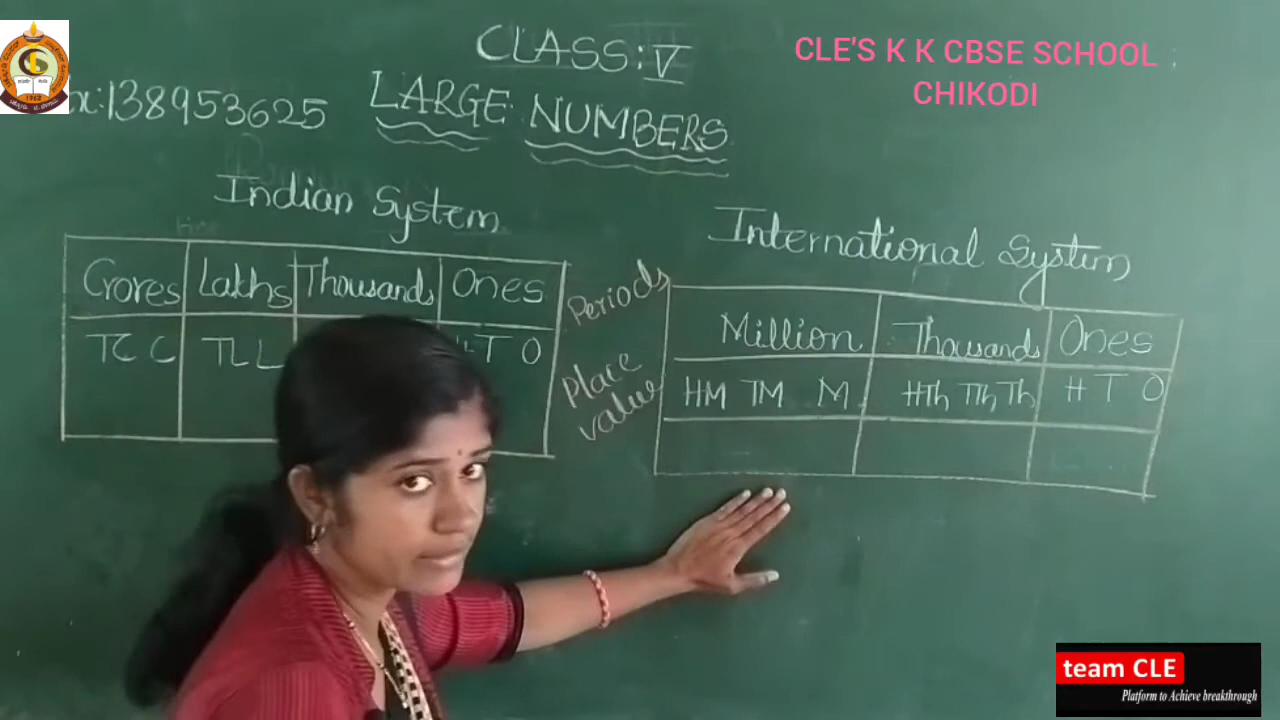 CLASS: V
CLE'S K K CBSE SCHOOL
CHIKODI
138953625
LARGE NUMBERS
Indian System
Crores Lakhs Thousands Ones
TC C TL L T O
Periods
Place value
International System
Million Thousands Ones
HM TM M HTh TTh Th H T O
1962
team CLE
Platform to Achieve breakthrough